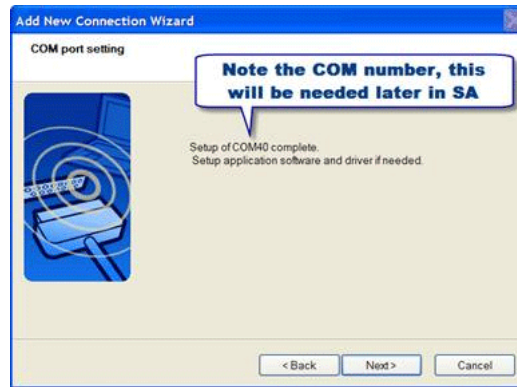 Add New Connection Wizard
COM port setting
Note the COM number, this
will be needed later in SA
Setup of COM40 complete.
Setup application software and driver if needed.
< Back
Next >
Cancel